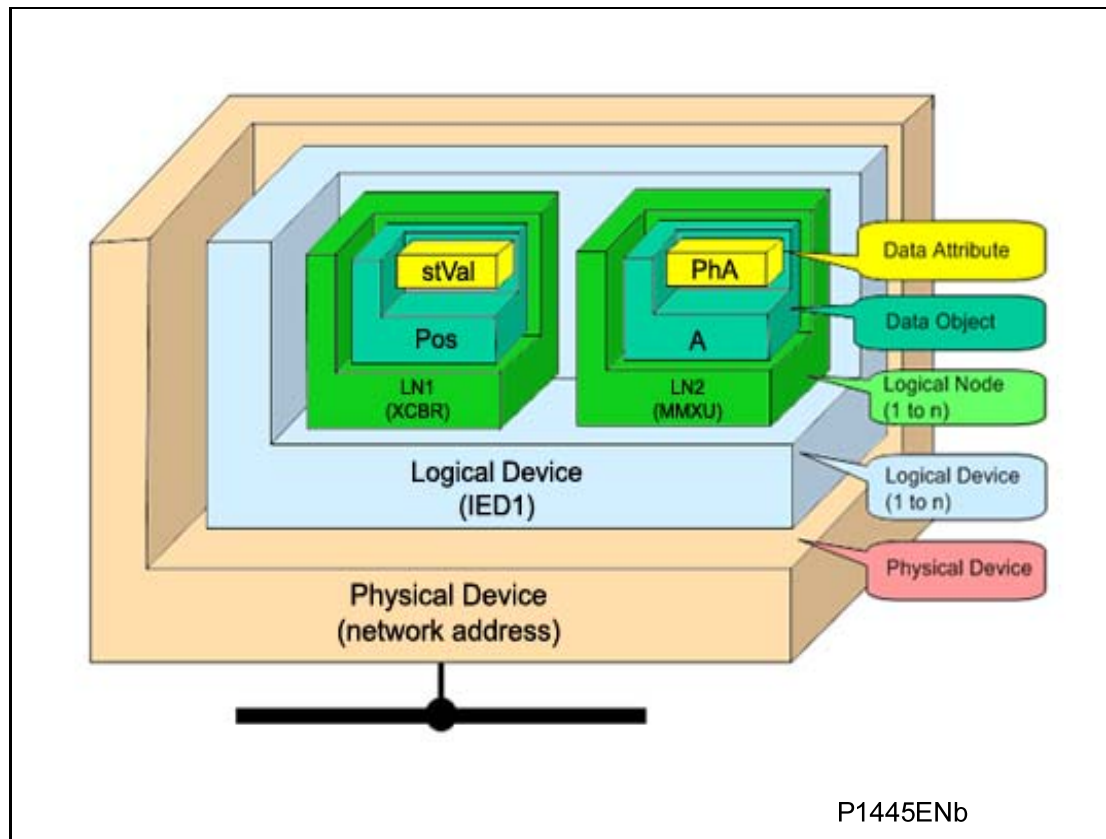 stVal
PhA
Data Attribute
Pos
A
Data Object
LN1
(XCBR)
LN2
(MMXU)
Logical Node
(1 to n)
Logical Device
(IED1)
Logical Device
(1 to n)
Physical Device
Physical Device
(network address)
P1445ENb